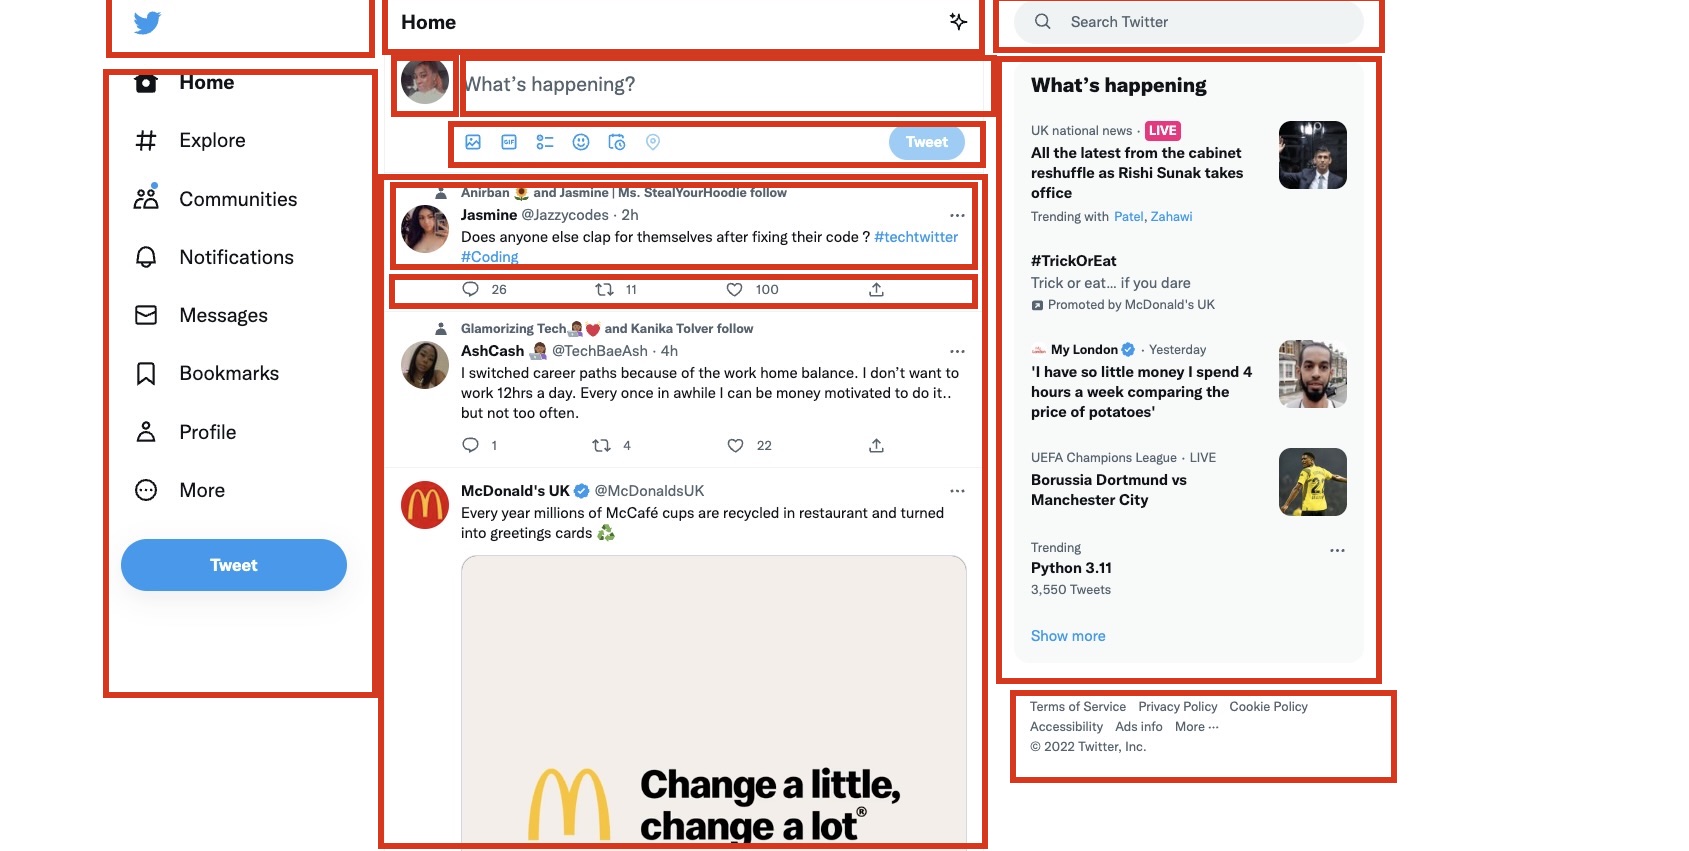 Home
Explore
Communities
Notifications
Messages
Bookmarks
Profile
More
Tweet
Home
What's happening?
GIF
Tweet
Anirban 🌻 and Jasmine | Ms. StealYourHoodie follow
Jasmine @Jazzycodes · 2h
Does anyone else clap for themselves after fixing their code ? #techtwitter
#Coding
26 11 100
Glamorizing Tech👩🏾‍💻❤️ and Kanika Tolver follow
AshCash 👩🏽‍💻 @TechBaeAsh · 4h
I switched career paths because of the work home balance. I don't want to
work 12hrs a day. Every once in awhile I can be money motivated to do it..
but not too often.
1 4 22
McDonald's UK @McDonaldsUK
Every year millions of McCafé cups are recycled in restaurant and turned
into greetings cards ♻️
Change a little,
change a lot®
Search Twitter
What's happening
UK national news · LIVE
All the latest from the cabinet
reshuffle as Rishi Sunak takes
office
Trending with Patel, Zahawi
#TrickOrEat
Trick or eat... if you dare
Promoted by McDonald's UK
My London · Yesterday
'I have so little money I spend 4
hours a week comparing the
price of potatoes'
UEFA Champions League · LIVE
Borussia Dortmund vs
Manchester City
Trending
Python 3.11
3,550 Tweets
Show more
Terms of Service Privacy Policy Cookie Policy
Accessibility Ads info More ···
© 2022 Twitter, Inc.